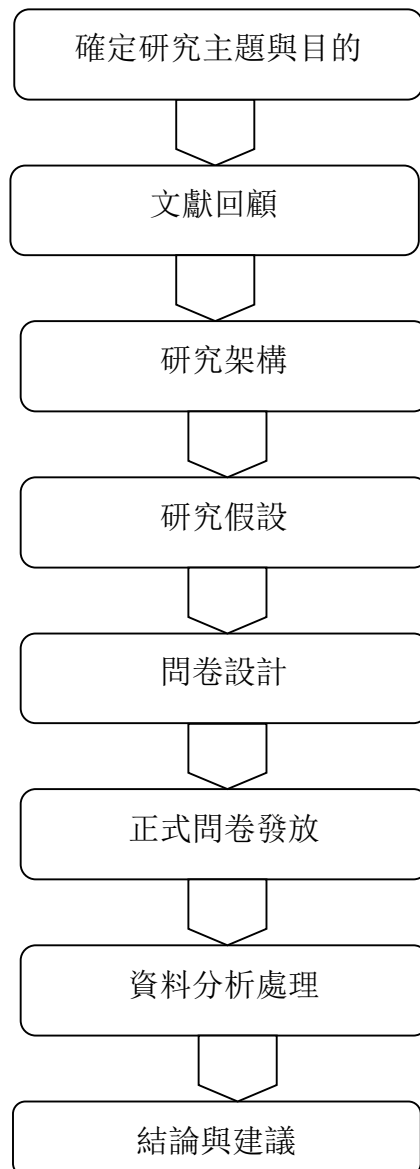 確定研究主題與目的
文獻回顧
研究架構
研究假設
問卷設計
正式問卷發放
資料分析處理
結論與建議